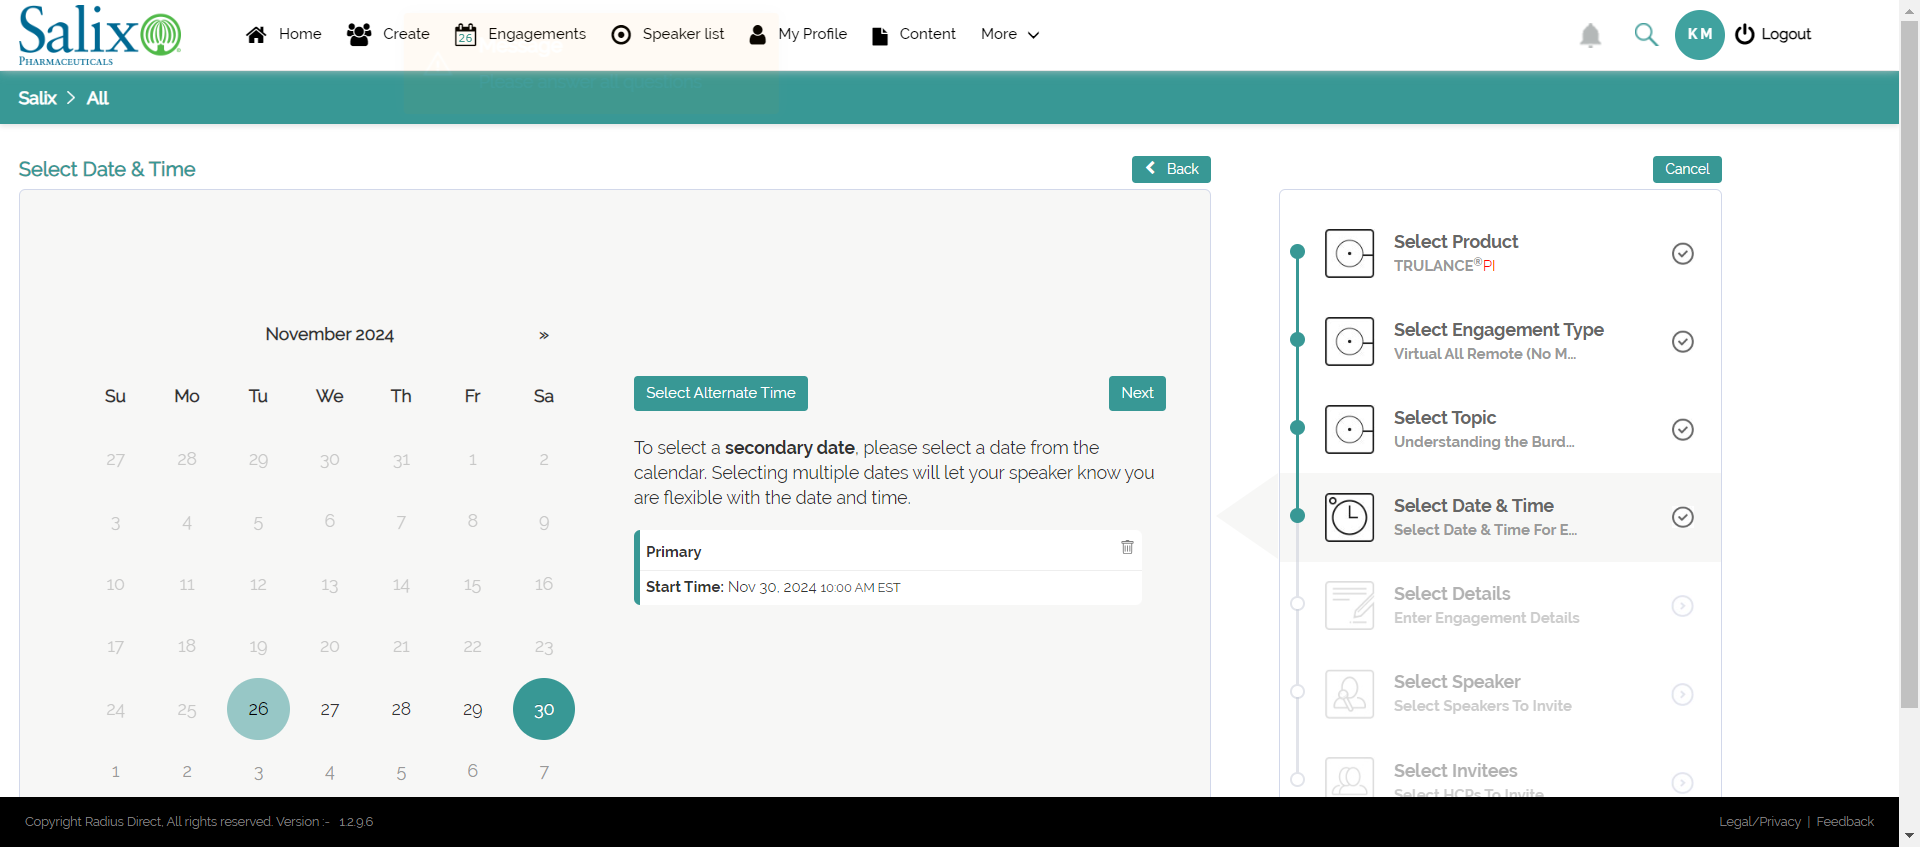 Salix
PHARMACEUTICALS
Home
Create
26
Engagements
Speaker list
My Profile
Content
More
KM
Logout
Salix > All
Select Date & Time
Back
Cancel
November 2024 »
Su Mo Tu We Th Fr Sa
27 28 29 30 31 1 2
3 4 5 6 7 8 9
10 11 12 13 14 15 16
17 18 19 20 21 22 23
24 25 26 27 28 29 30
1 2 3 4 5 6 7
Select Alternate Time
Next
To select a secondary date, please select a date from the
calendar. Selecting multiple dates will let your speaker know you
are flexible with the date and time.
Primary
Start Time: Nov 30, 2024 10:00 AM EST
Select Product
TRULANCE®PI
Select Engagement Type
Virtual All Remote (No M...
Select Topic
Understanding the Burd...
Select Date & Time
Select Date & Time For E...
Select Details
Enter Engagement Details
Select Speaker
Select Speakers To Invite
Select Invitees
Select HCPs To Invite
Copyright Radius Direct, All rights reserved. Version :- 1.2.9.6
Legal/Privacy | Feedback